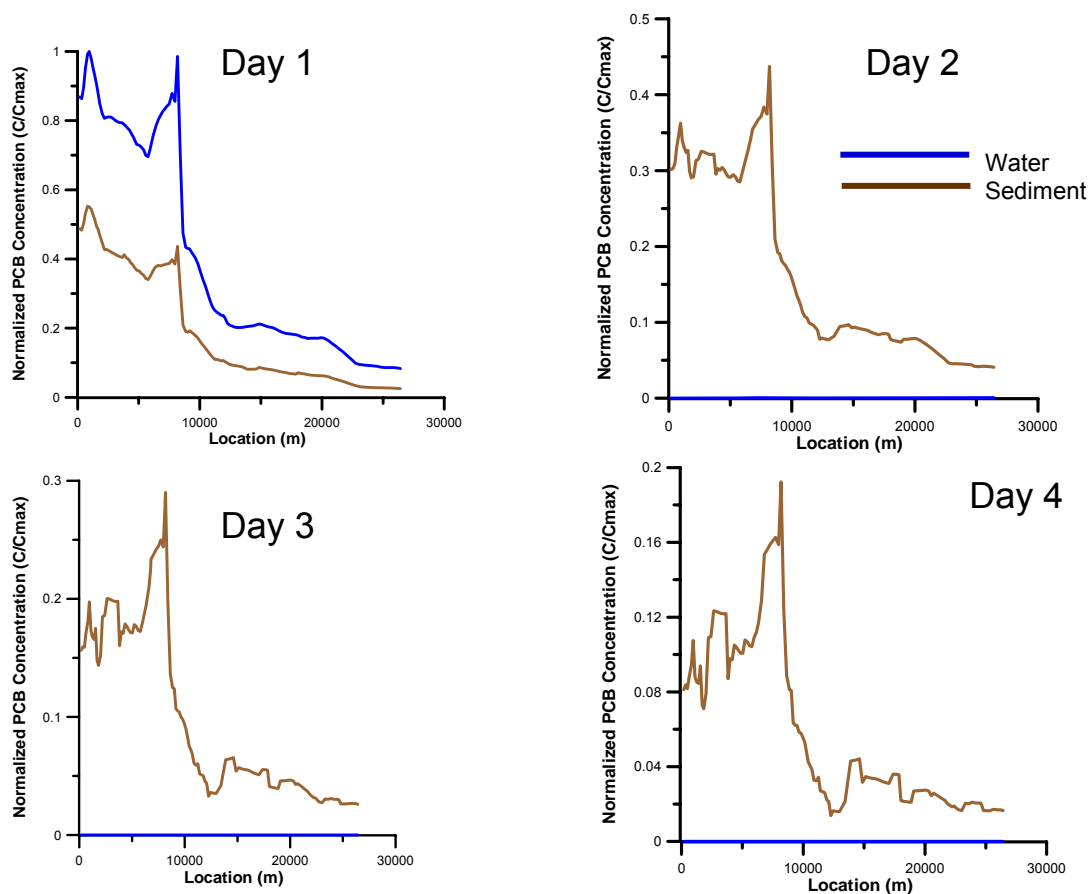 Normalized PCB Concentration (C/Cmax)
Day 1
1
0.8
0.6
0.4
0.2
0
0
10000
20000
30000
Location (m)
Normalized PCB Concentration (C/Cmax)
Day 2
0.5
0.4
0.3
0.2
0.1
0
Water
Sediment
0
10000
20000
30000
Location (m)
Normalized PCB Concentration (C/Cmax)
Day 3
0.3
0.2
0.1
0
0
10000
20000
30000
Location (m)
Normalized PCB Concentration (C/Cmax)
Day 4
0.2
0.16
0.12
0.08
0.04
0
0
10000
20000
30000
Location (m)